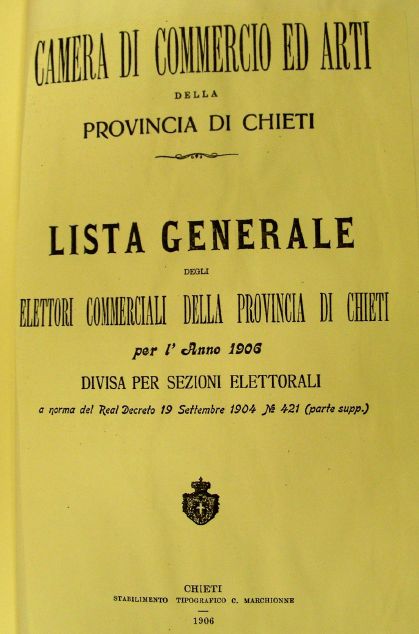 CAMERA DI COMMERCIO ED ARTI
DELLA
PROVINCIA DI CHIETI
LISTA GENERALE
DEGLI
ELETTORI COMMERCIALI DELLA PROVINCIA DI CHIETI
per l' Anno 1906
DIVISA PER SEZIONI ELETTORALI
a norma del Real Decreto 19 Settembre 1904 № 421 (parte supp.)
CHIETI
STABILIMENTO TIPOGRAFICO C. MARCHIONNE
1906